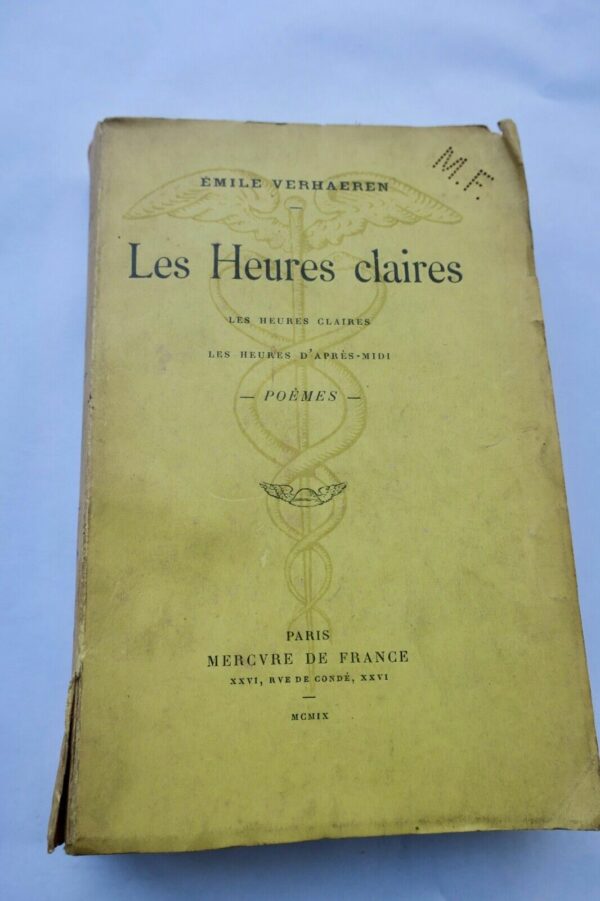 M.F.
ÉMILE VERHAEREN
Les Heures claires
LES HEURES CLAIRES
LES HEURES D'APRÈS-MIDI
— POÈMES —
PARIS
MERCVRE DE FRANCE
XXVI, RVE DE CONDÉ, XXVI
MCMIX